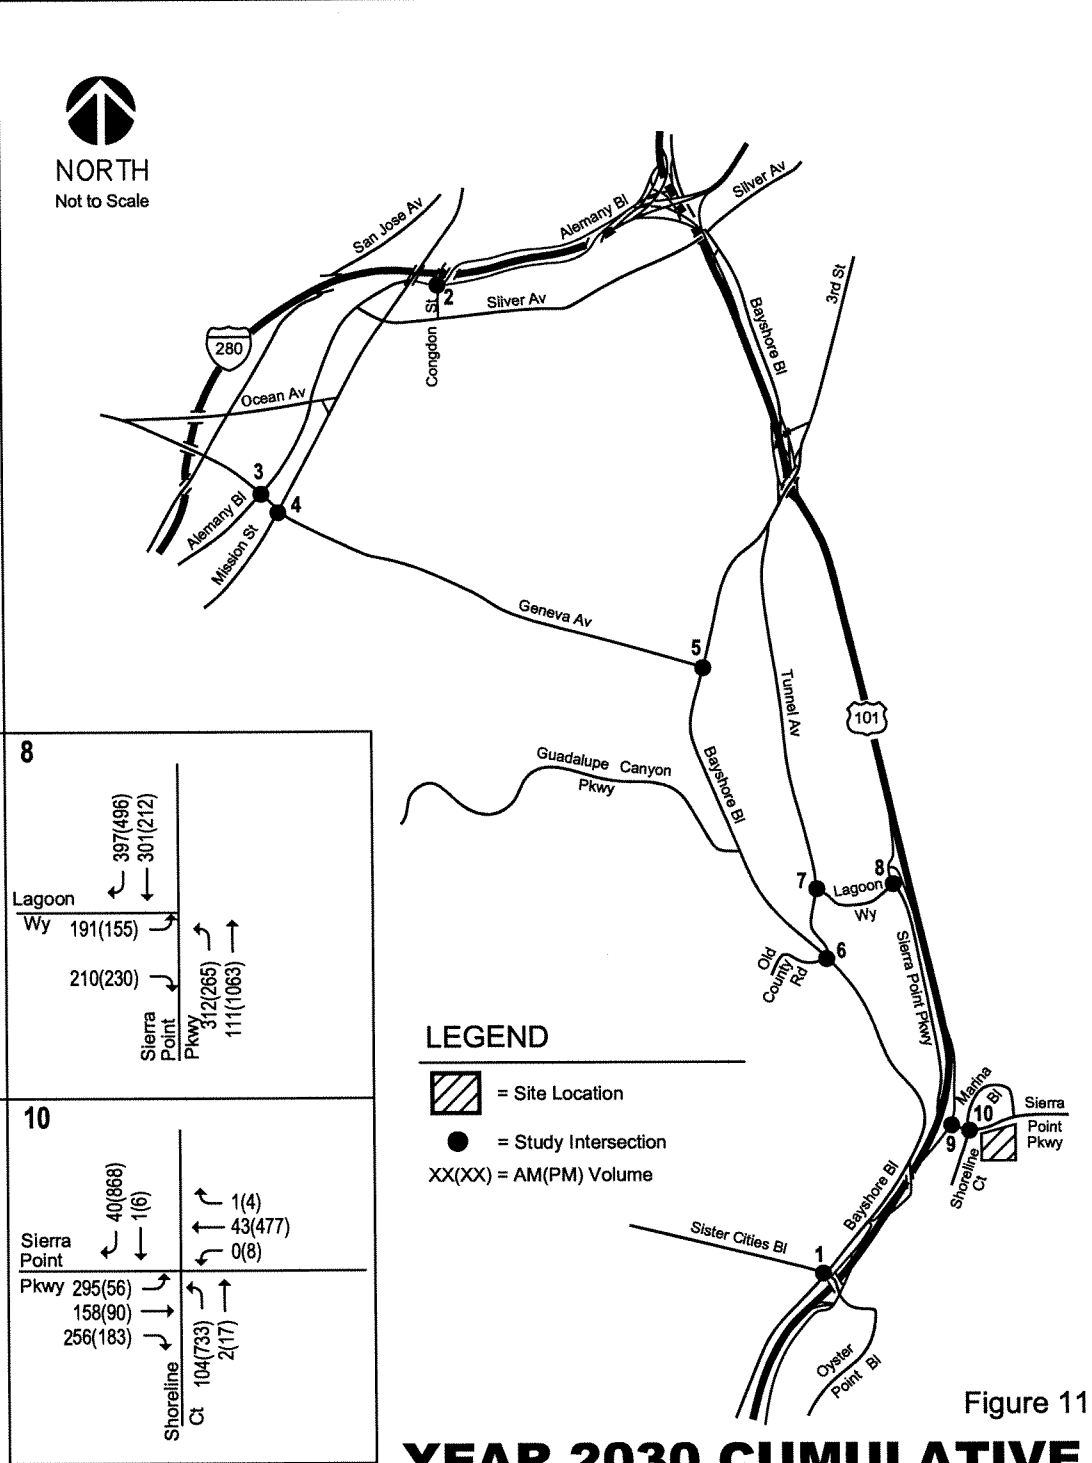 NORTH
Not to Scale
San Jose Av
Alemany Bl
Silver Av
280
2
Congdon St
Silver Av
Bayshore Bl
3rd St
Ocean Av
3
4
Alemany Bl
Mission St
Geneva Av
5
Tunnel Av
101
Guadalupe Canyon
Pkwy
Bayshore Bl
7
Lagoon
Wy
8
6
Old
County
Rd
Sierra Point Pkwy
Marina
Bl
10
9
Sierra
Point
Pkwy
Shoreline
Ct
Bayshore Bl
Sister Cities Bl
1
Oyster
Point Bl
8
397(496)
301(212)
Lagoon
Wy
191(155)
210(230)
312(265)
111(1063)
Sierra
Point
Pkwy
10
40(868)
1(6)
1(4)
43(477)
0(8)
Sierra
Point
Pkwy
295(56)
158(90)
256(183)
104(733)
2(17)
Shoreline
Ct
LEGEND
= Site Location
= Study Intersection
XX(XX) = AM(PM) Volume
Figure 11
YEAR 2030 CUMULATIVE